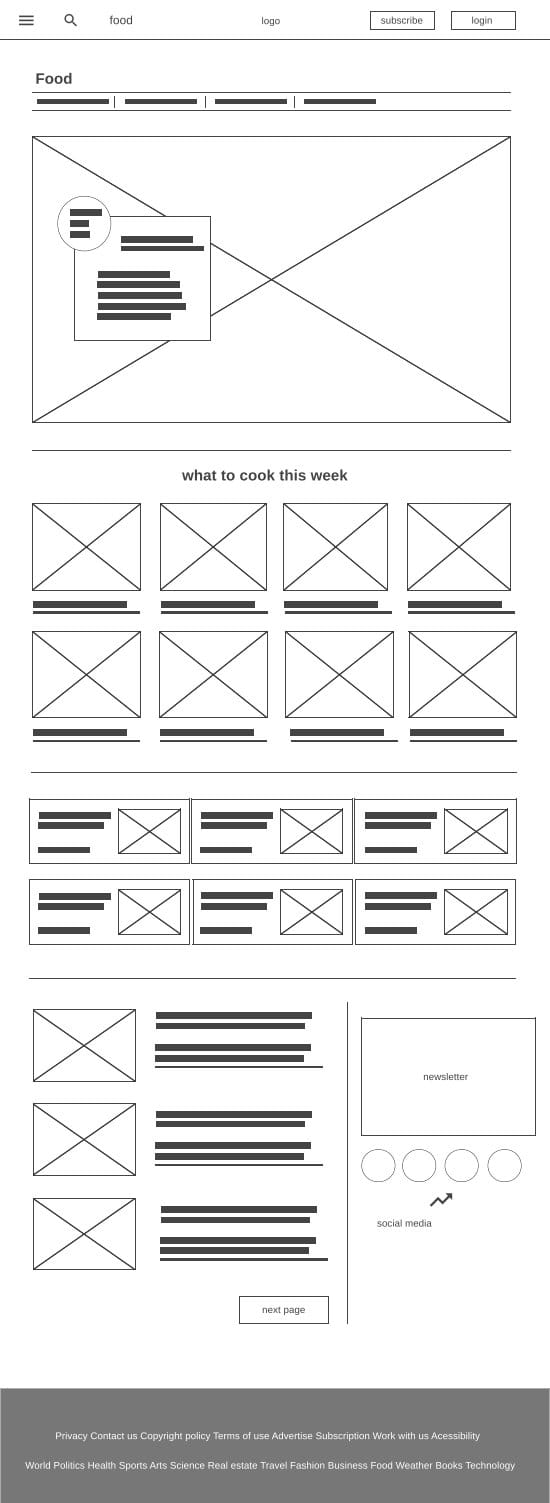 food
logo
subscribe
login
Food
what to cook this week
newsletter
social media
next page
Privacy Contact us Copyright policy Terms of use Advertise Subscription Work with us Acessibility
World Politics Health Sports Arts Science Real estate Travel Fashion Business Food Weather Books Technology